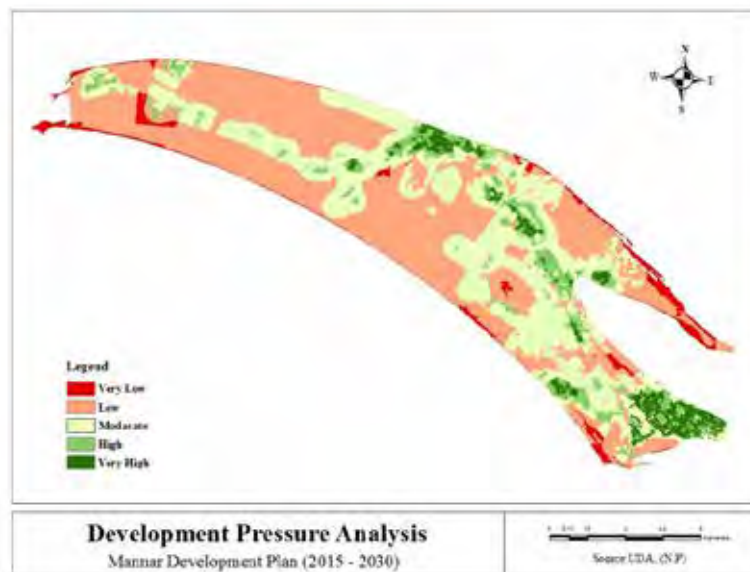 N
W E
S
Legend
Very Low
Low
Moderate
High
Very High
Development Pressure Analysis
Mannar Development Plan (2015 - 2030)
Source UDA, (N.P)